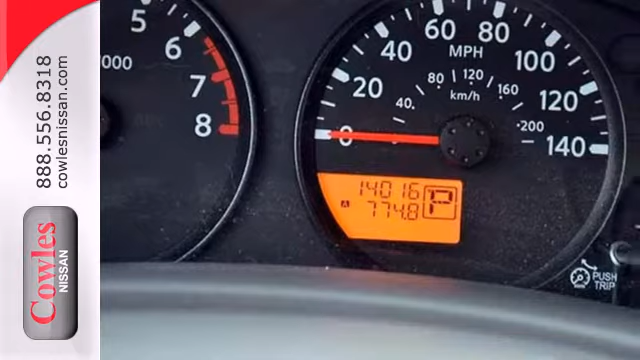 888.556.8318
cowlesnissan.com
Cowles
NISSAN
5
6
7
8
000
0
20
40
60
80
100
120
140
MPH
40
80
120
160
200
km/h
14016
A 774.8
P
PUSH
TRIP